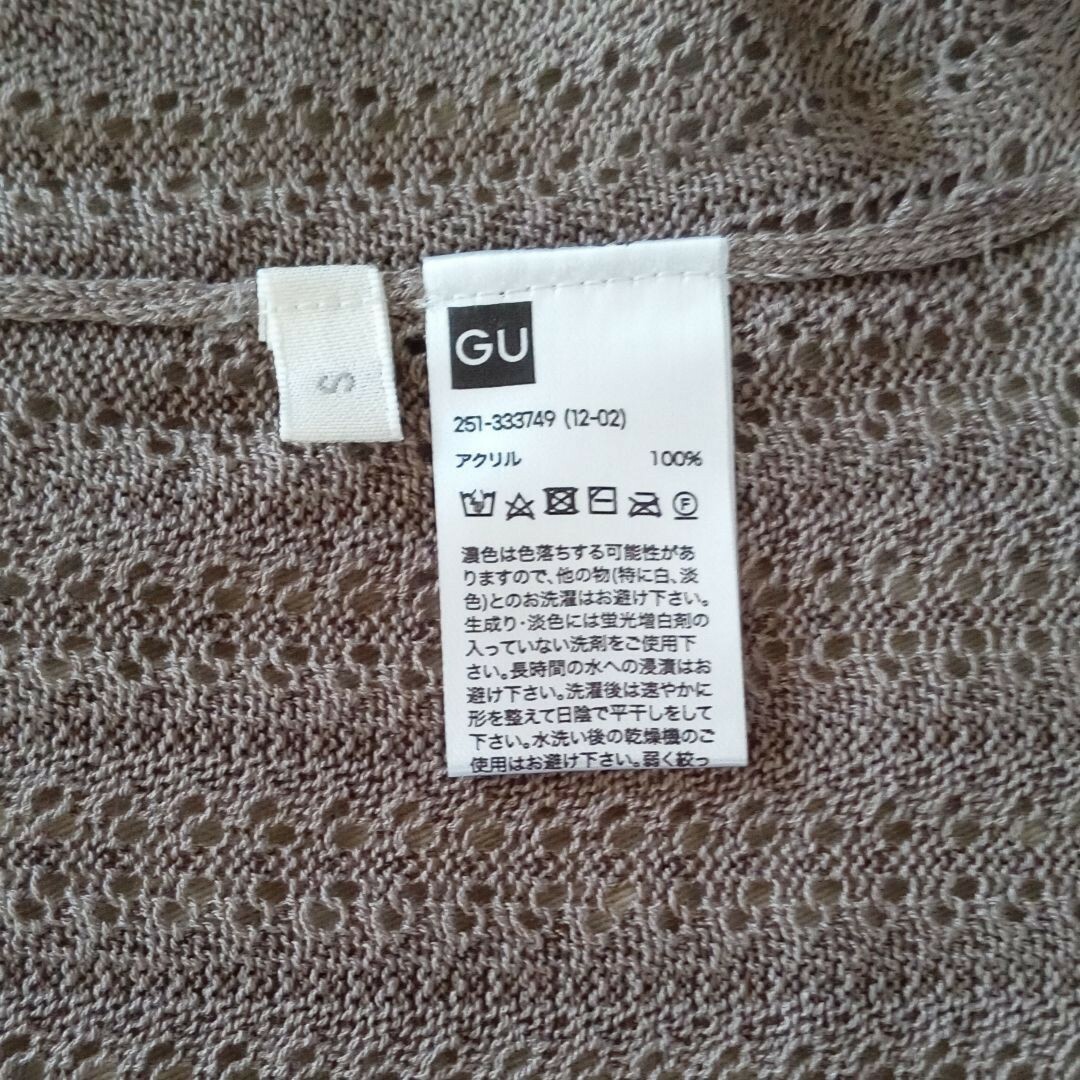 S
GU
251-333749 (12-02)
アクリル 100%
F
濃色は色落ちする可能性があ
りますので、他の物(特に白、淡
色)とのお洗濯はお避け下さい。
生成り・淡色には蛍光増白剤の
入っていない洗剤をご使用下
さい。長時間の水への浸漬はお
避け下さい。洗濯後は速やかに
形を整えて日陰で平干しをして
下さい。水洗い後の乾燥機のご
使用はお避け下さい。弱く絞っ